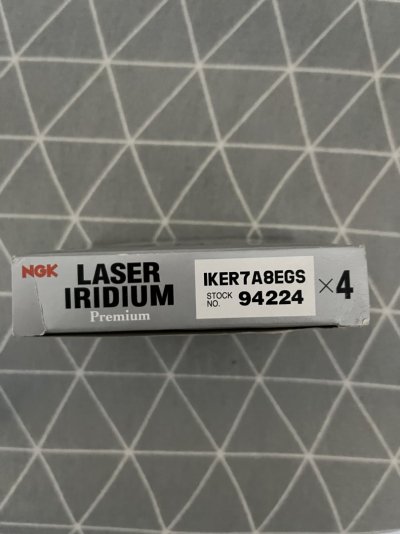 NGK
LASER
IRIDIUM
Premium
IKER7A8EGS
STOCK
NO. 94224
×4